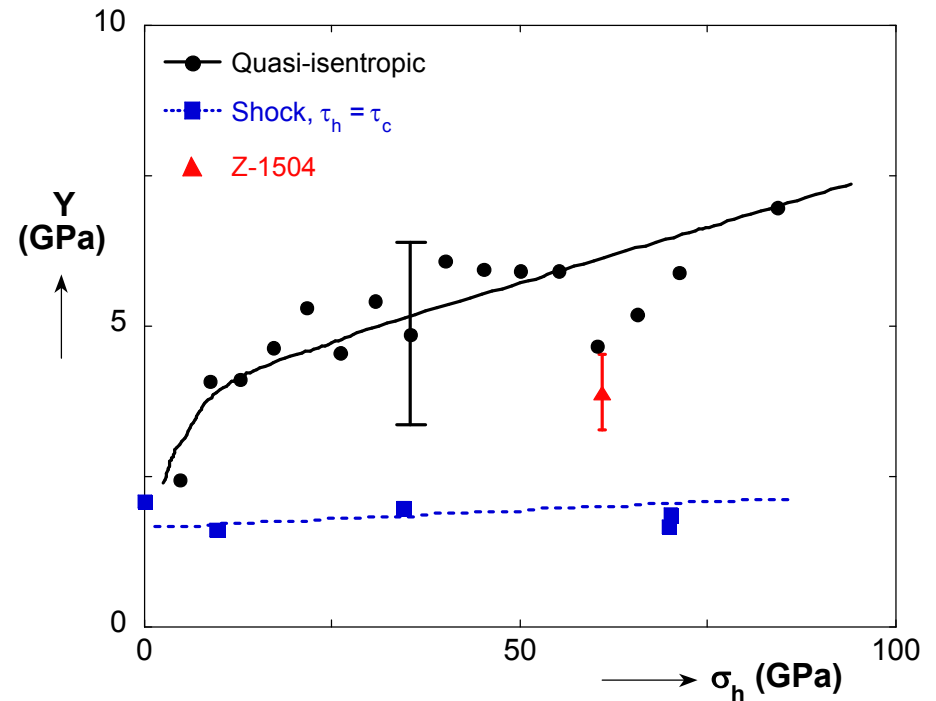 10
Quasi-isentropic
Shock, τh = τc
Z-1504
Y
(GPa)
5
0
0
50
100
σh (GPa)